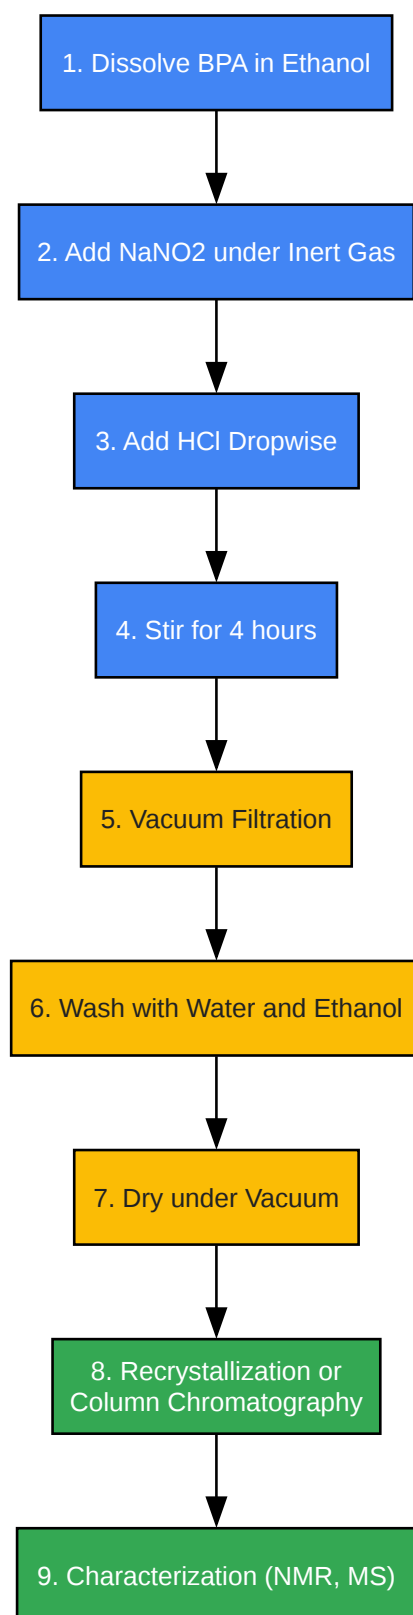 1. Dissolve BPA in Ethanol
2. Add NaNO2 under Inert Gas
3. Add HCl Dropwise
4. Stir for 4 hours
5. Vacuum Filtration
6. Wash with Water and Ethanol
7. Dry under Vacuum
8. Recrystallization or
Column Chromatography
9. Characterization (NMR, MS)